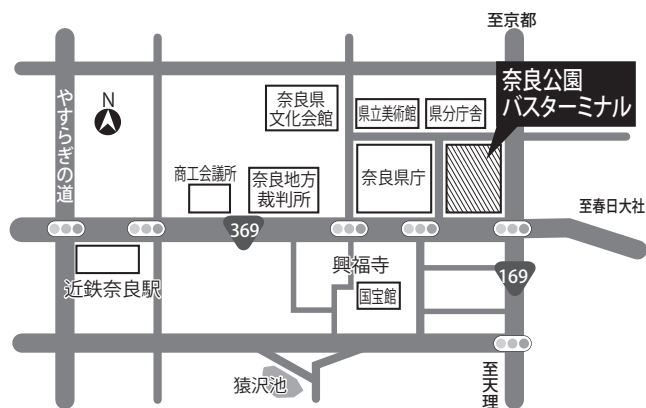 至京都
奈良公園
バスターミナル
やすらぎの道
N
奈良県
文化会館
県立美術館
県分庁舎
商工会議所
奈良地方
裁判所
奈良県庁
至春日大社
369
近鉄奈良駅
興福寺
国宝館
169
猿沢池
至天理